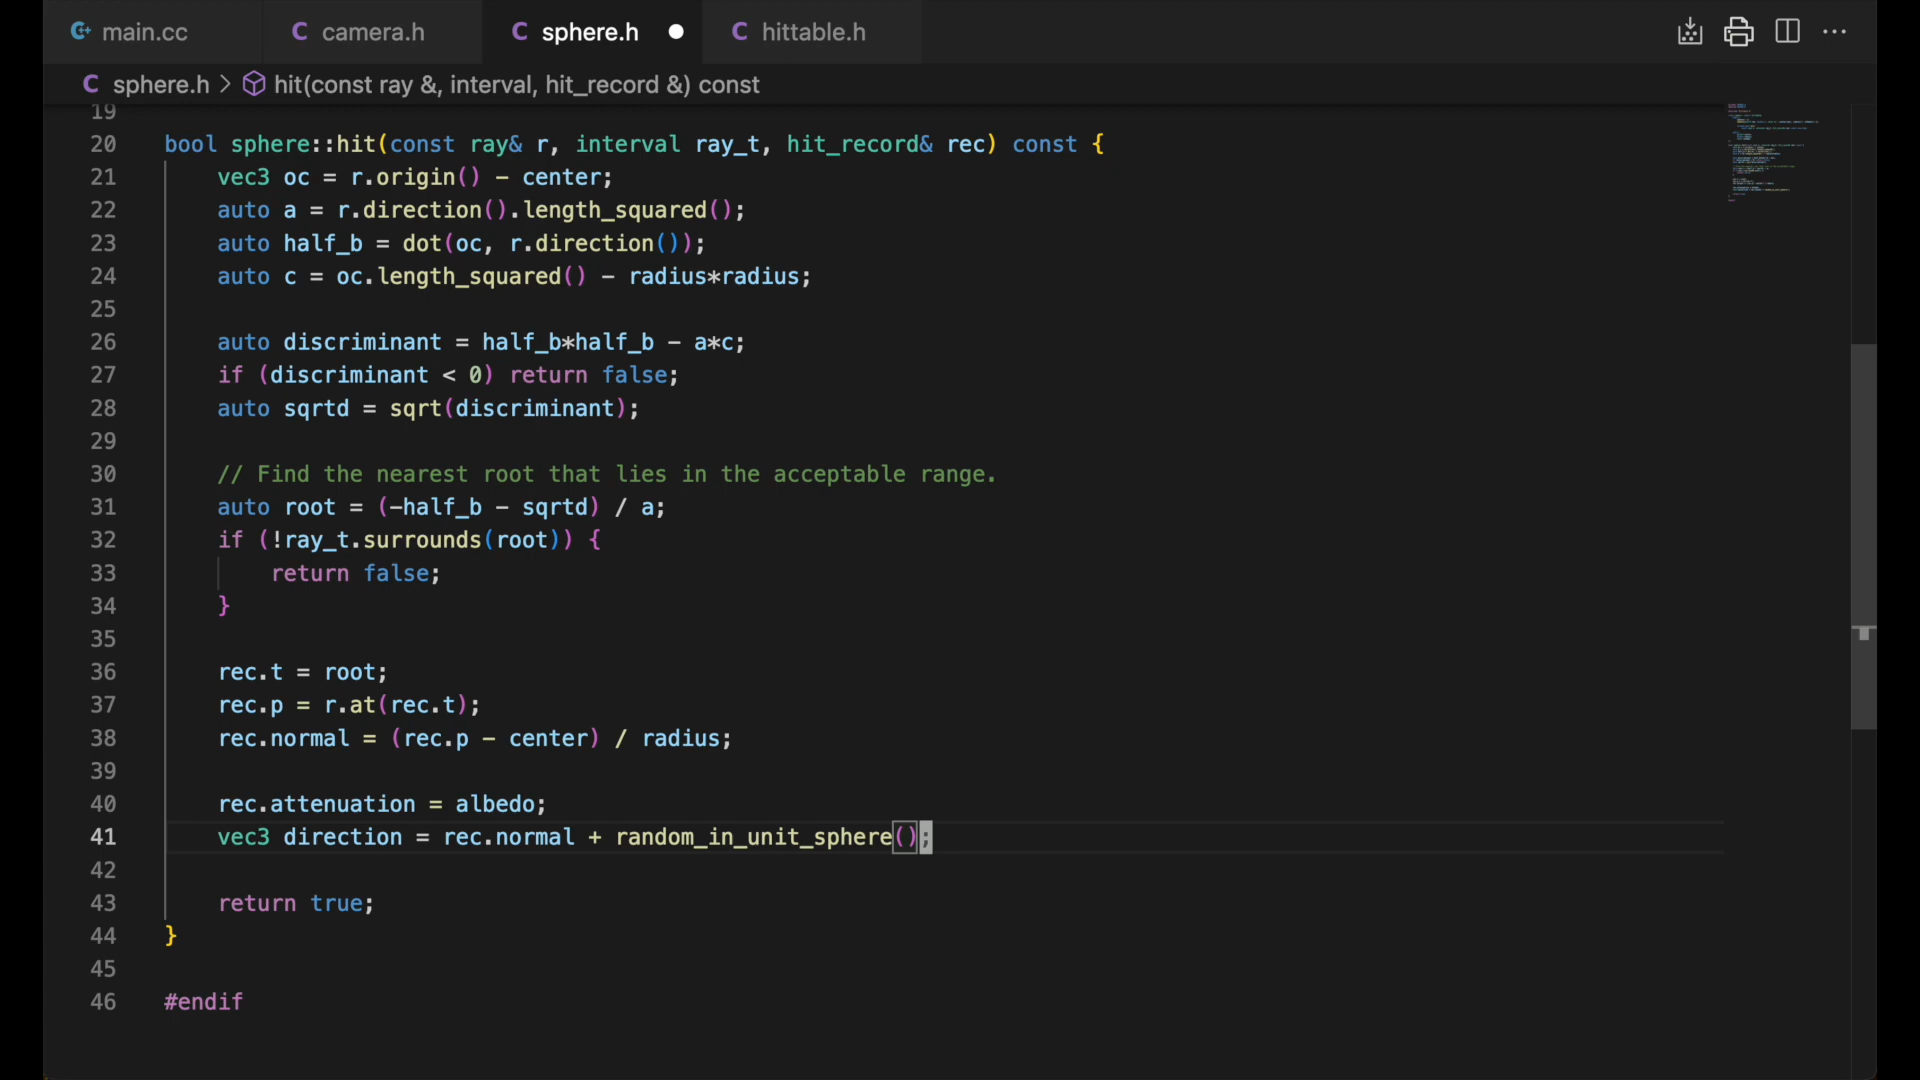 main.cc
camera.h
sphere.h
hittable.h
sphere.h > hit(const ray &, interval, hit_record &) const
19
20 bool sphere::hit(const ray& r, interval ray_t, hit_record& rec) const {
21 vec3 oc = r.origin() - center;
22 auto a = r.direction().length_squared();
23 auto half_b = dot(oc, r.direction());
24 auto c = oc.length_squared() - radius*radius;
25
26 auto discriminant = half_b*half_b - a*c;
27 if (discriminant < 0) return false;
28 auto sqrtd = sqrt(discriminant);
29
30 // Find the nearest root that lies in the acceptable range.
31 auto root = (-half_b - sqrtd) / a;
32 if (!ray_t.surrounds(root)) {
33 return false;
34 }
35
36 rec.t = root;
37 rec.p = r.at(rec.t);
38 rec.normal = (rec.p - center) / radius;
39
40 rec.attenuation = albedo;
41 vec3 direction = rec.normal + random_in_unit_sphere();
42
43 return true;
44 }
45
46 #endif